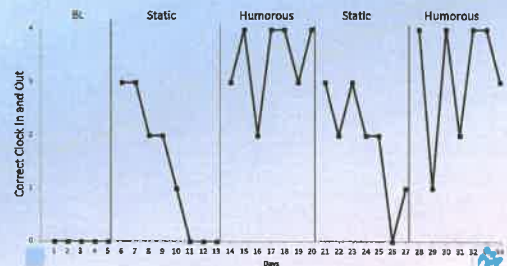 BL Static Humorous Static Humorous
Correct Clock In and Out
4
3
2
1
0
1 2 3 4 5 6 7 8 9 10 11 12 13 14 15 16 17 18 19 20 21 22 23 24 25 26 27 28 29 30 31 32 33 34
Days